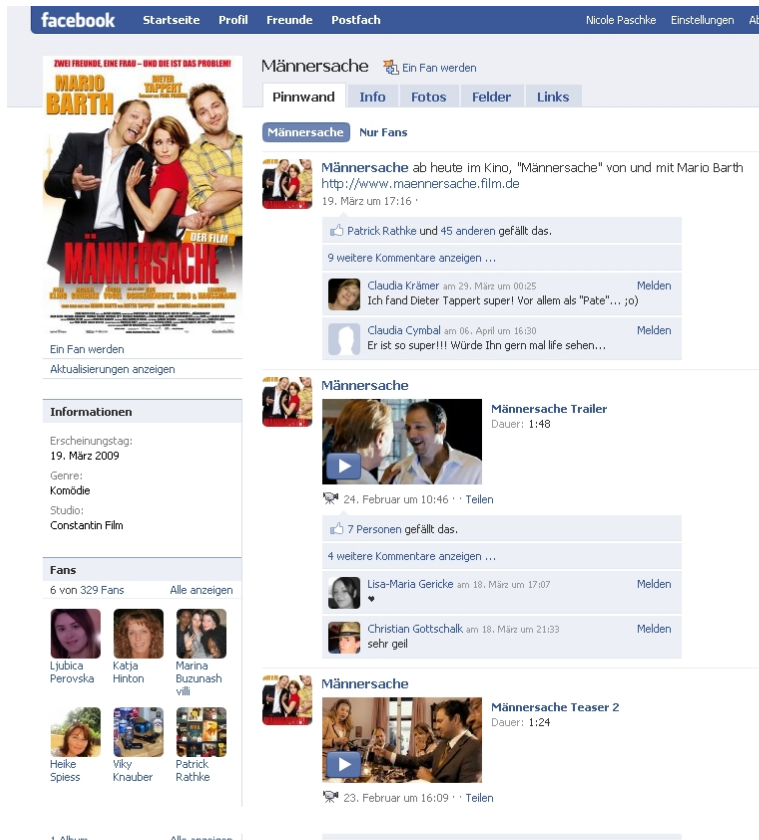 facebook Startseite Profil Freunde Postfach Nicole Paschke Einstellungen
ZWEI FREUNDE, EINE FRAU – UND DIE IST DAS PROBLEM!
MARIO BARTH
DIETER TAPPERT
MÄNNERSACHE
DER FILM
Ein Fan werden
Aktualisierungen anzeigen
Informationen
Erscheinungstag:
19. März 2009
Genre:
Komödie
Studio:
Constantin Film
Fans
6 von 329 Fans Alle anzeigen
Ljubica Perovska
Katja Hinton
Marina Buzunash villi
Heike Spiess
Viky Knauber
Patrick Rathke
1 Album Alle anzeigen
Männersache Ein Fan werden
Pinnwand Info Fotos Felder Links
Männersache Nur Fans
Männersache ab heute im Kino, "Männersache" von und mit Mario Barth
http://www.maennersache.film.de
19. März um 17:16 ·
Patrick Rathke und 45 anderen gefällt das.
9 weitere Kommentare anzeigen ...
Claudia Krämer am 29. März um 00:25 Melden
Ich fand Dieter Tappert super! Vor allem als "Pate"... ;o)
Claudia Cymbal am 06. April um 16:30 Melden
Er ist so super!!! Würde Ihn gern mal life sehen...
Männersache
Männersache Trailer
Dauer: 1:48
24. Februar um 10:46 · · Teilen
7 Personen gefällt das.
4 weitere Kommentare anzeigen ...
Lisa-Maria Gericke am 18. März um 17:07 Melden
♥
Christian Gottschalk am 18. März um 21:33 Melden
sehr geil
Männersache
Männersache Teaser 2
Dauer: 1:24
23. Februar um 16:09 · · Teilen